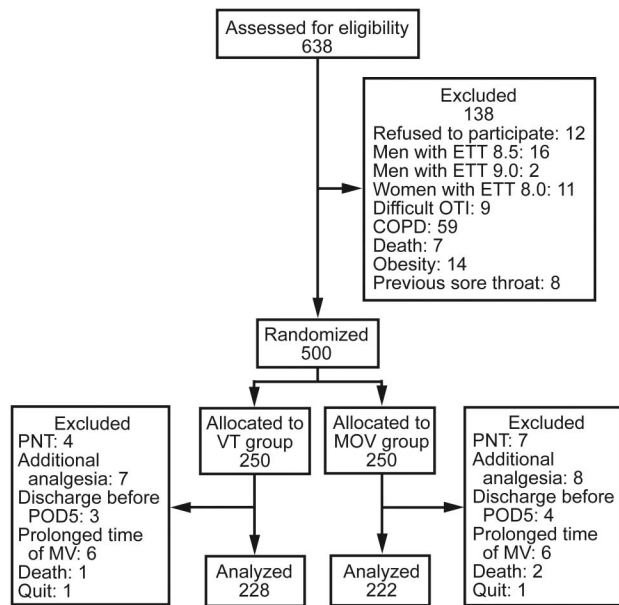 Assessed for eligibility
638
Excluded
138
Refused to participate: 12
Men with ETT 8.5: 16
Men with ETT 9.0: 2
Women with ETT 8.0: 11
Difficult OTI: 9
COPD: 59
Death: 7
Obesity: 14
Previous sore throat: 8
Randomized
500
Excluded
PNT: 4
Additional
analgesia: 7
Discharge before
POD5: 3
Prolonged time
of MV: 6
Death: 1
Quit: 1
Allocated to
VT group
250
Allocated to
MOV group
250
Excluded
PNT: 7
Additional
analgesia: 8
Discharge before
POD5: 4
Prolonged time
of MV: 6
Death: 2
Quit: 1
Analyzed
228
Analyzed
222